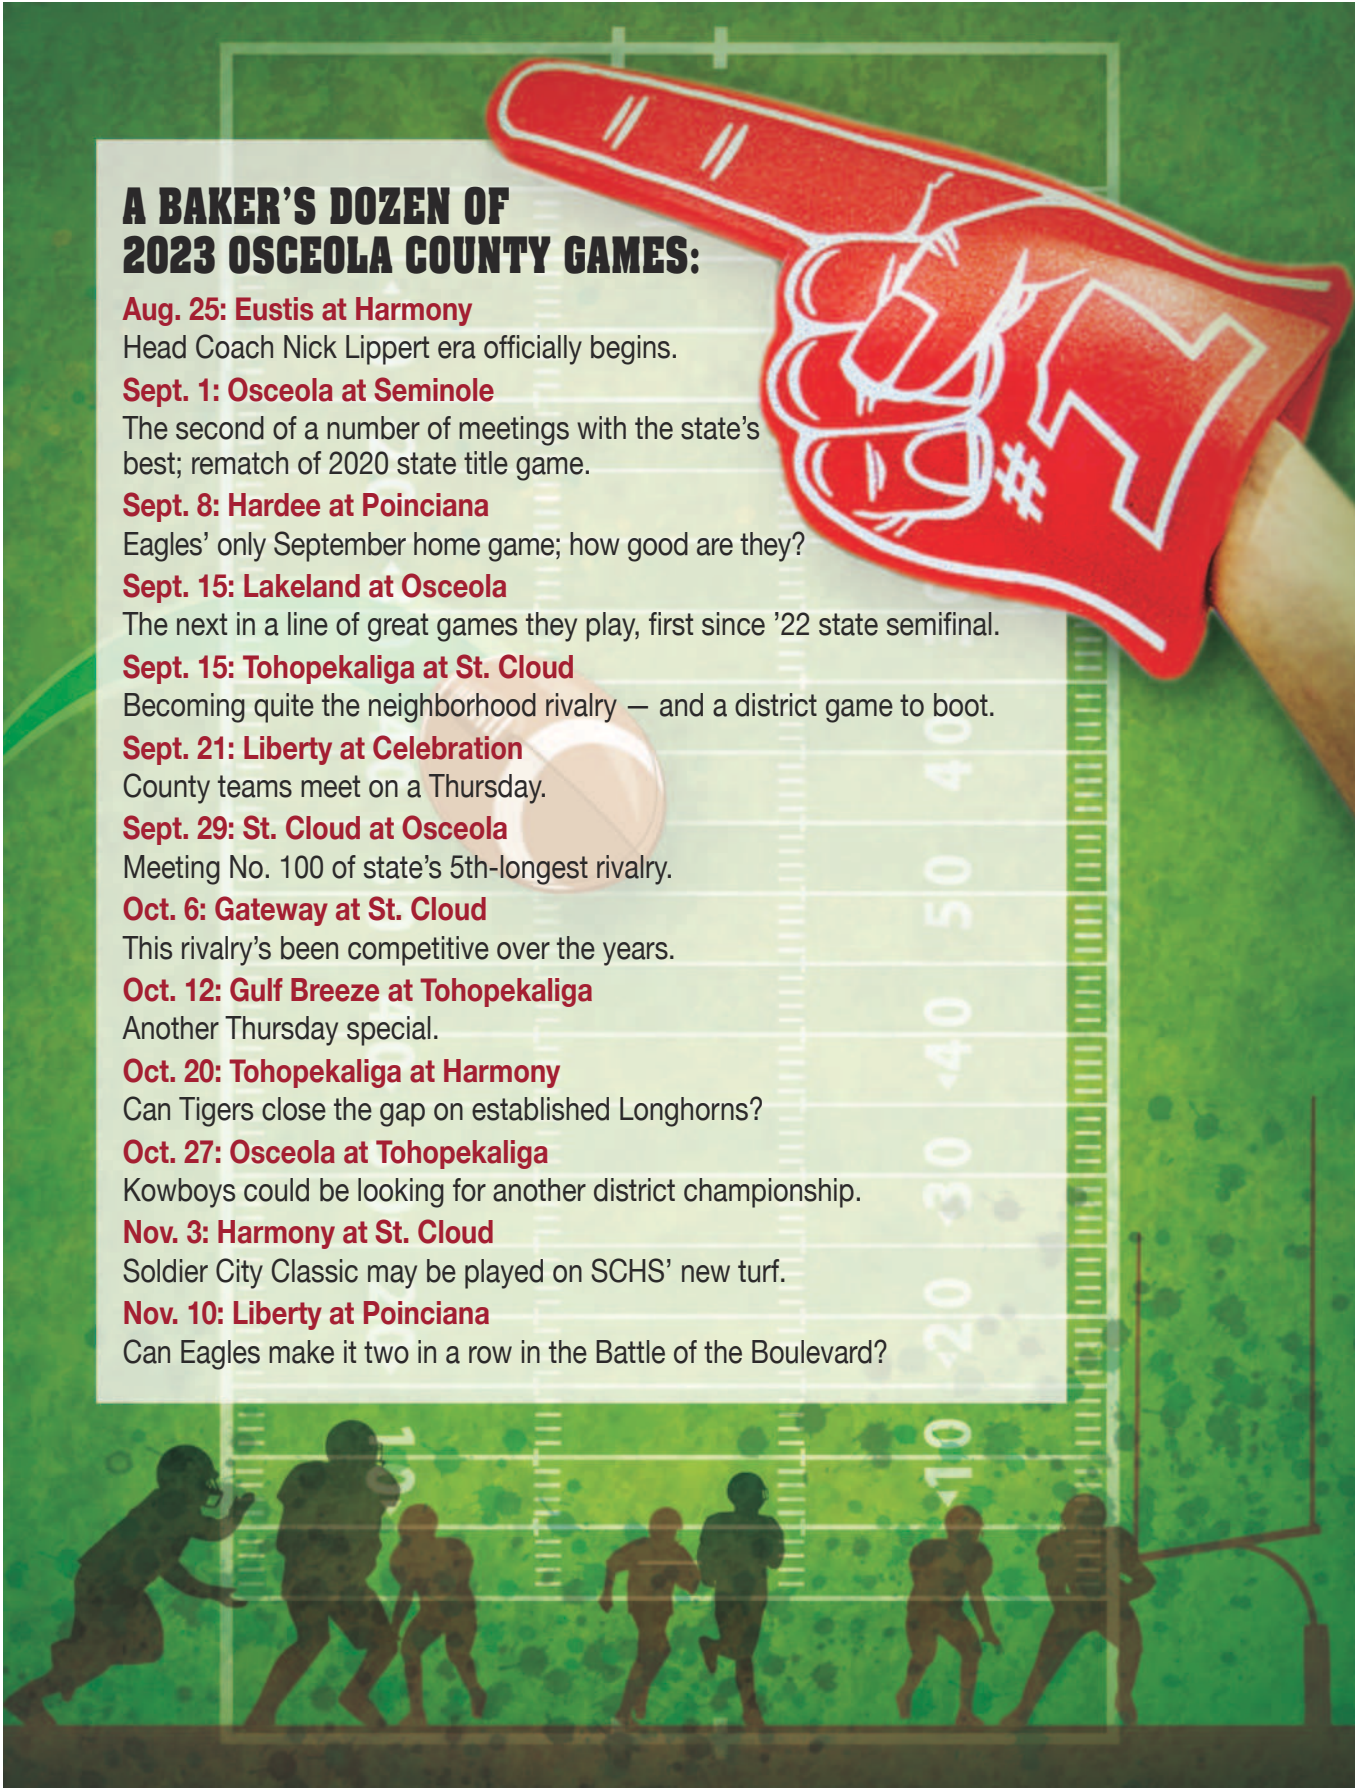 A BAKER'S DOZEN OF
2023 OSCEOLA COUNTY GAMES:
Aug. 25: Eustis at Harmony
Head Coach Nick Lippert era officially begins.
Sept. 1: Osceola at Seminole
The second of a number of meetings with the state's
best; rematch of 2020 state title game.
Sept. 8: Hardee at Poinciana
Eagles' only September home game; how good are they?
Sept. 15: Lakeland at Osceola
The next in a line of great games they play, first since '22 state semifinal.
Sept. 15: Tohopekaliga at St. Cloud
Becoming quite the neighborhood rivalry — and a district game to boot.
Sept. 21: Liberty at Celebration
County teams meet on a Thursday.
Sept. 29: St. Cloud at Osceola
Meeting No. 100 of state's 5th-longest rivalry.
Oct. 6: Gateway at St. Cloud
This rivalry's been competitive over the years.
Oct. 12: Gulf Breeze at Tohopekaliga
Another Thursday special.
Oct. 20: Tohopekaliga at Harmony
Can Tigers close the gap on established Longhorns?
Oct. 27: Osceola at Tohopekaliga
Kowboys could be looking for another district championship.
Nov. 3: Harmony at St. Cloud
Soldier City Classic may be played on SCHS' new turf.
Nov. 10: Liberty at Poinciana
Can Eagles make it two in a row in the Battle of the Boulevard?
#1
40
50
40
30
20
10
10